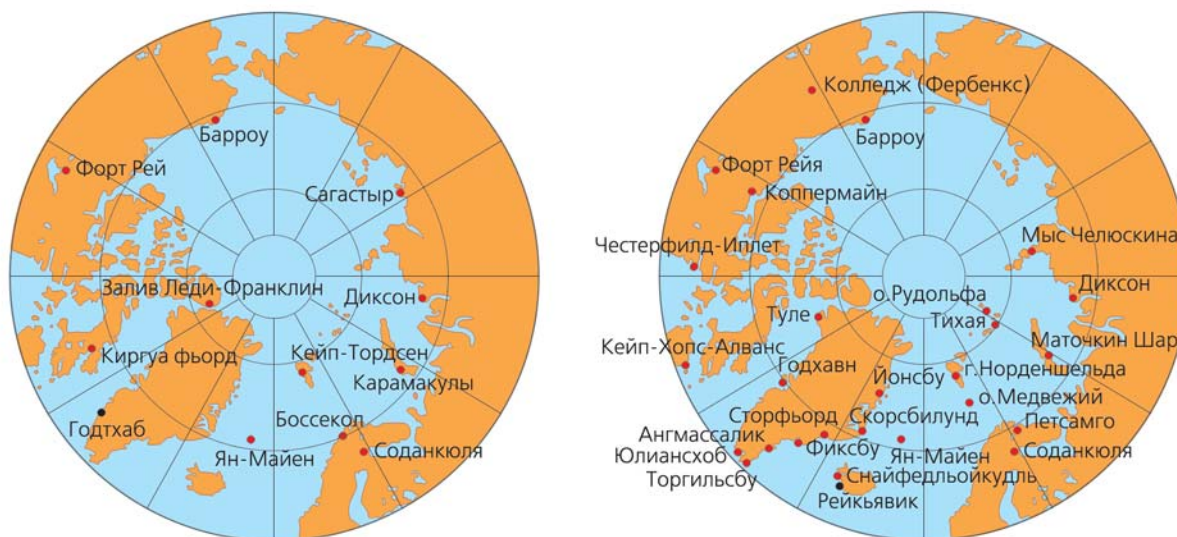 Барроу
Форт Рей
Сагастыр
Залив Леди-Франклин
Диксон
Киргуа фьорд
Кейп-Тордсен
Карамакулы
Годтхаб
Боссекол
Ян-Майен
Соданкюля
Колледж (Фербенкс)
Барроу
Форт Рейя
Коппермайн
Честерфилд-Иплет
Мыс Челюскина
о.Рудольфа
Диксон
Туле
Тихая
Маточкин Шар
Кейп-Хопс-Алванс
Годхавн
Йонсбу
г.Норденшельда
о.Медвежий
Сторфьорд
Скорсбилунд
Петсамго
Ангмассалик
Фиксбу
Ян-Майен
Соданкюля
Юлиансхоб
Торгильсбу
Снайфедльойкудль
Рейкьявик